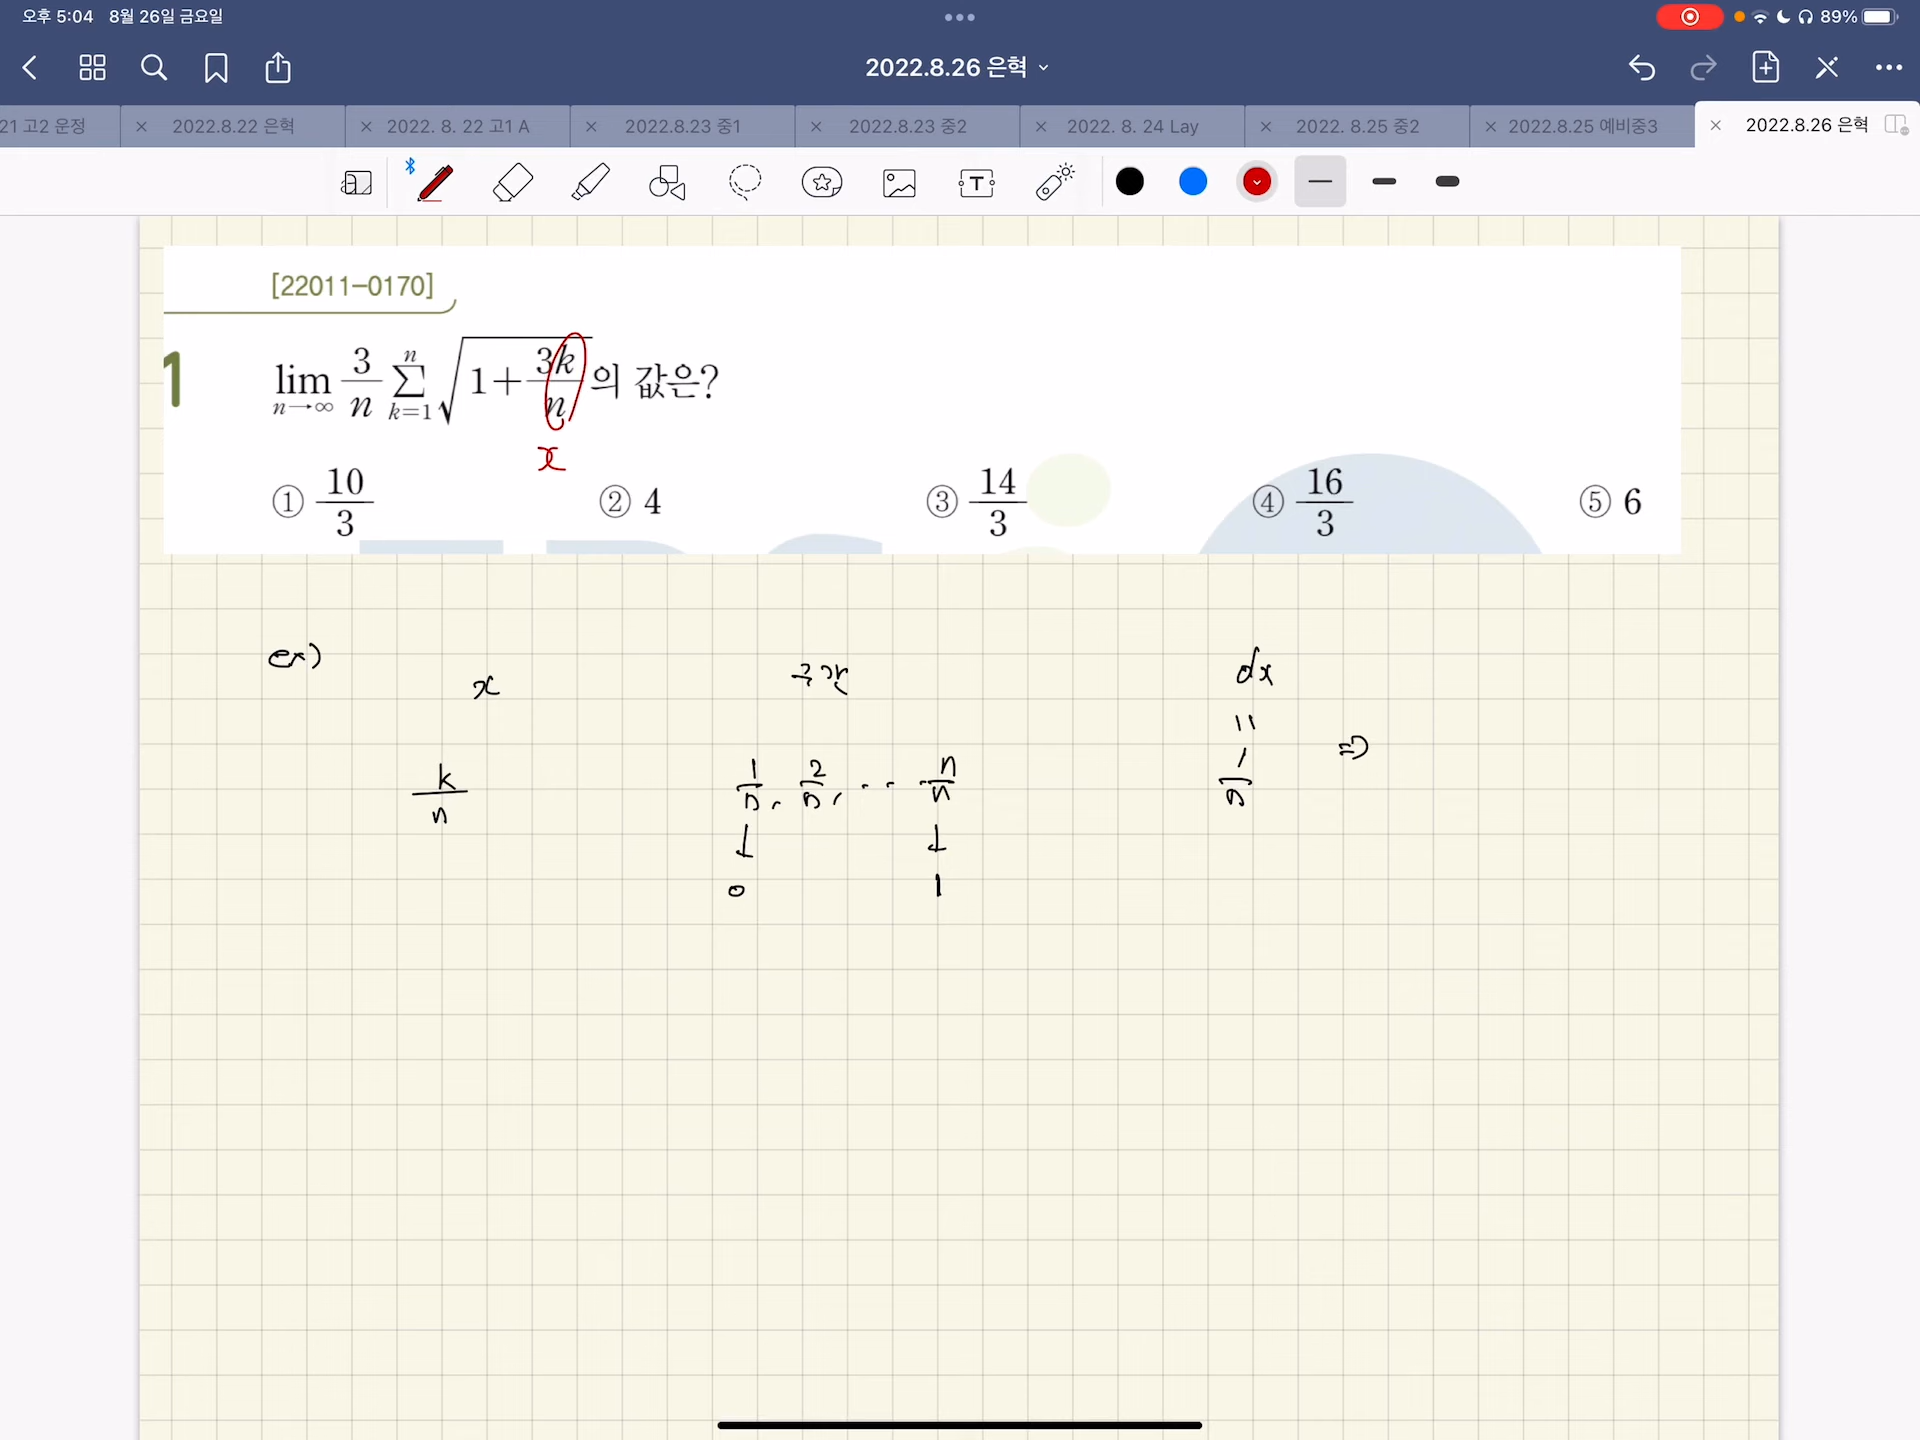 오후 5:04 8월 26일 금요일
89%
2022.8.26 은혁
21 고2 운정
2022.8.22 은혁
2022. 8. 22 고1 A
2022.8.23 중1
2022.8.23 중2
2022. 8. 24 Lay
2022. 8.25 중2
2022.8.25 예비중3
2022.8.26 은혁
[22011-0170]
1 lim n→∞ 3/n Σ k=1 n √(1+3k/n)의 값은?
x
① 10/3 ② 4 ③ 14/3 ④ 16/3 ⑤ 6
ex)
x 구간 dx
=
k/n 1/n, 2/n, ... n/n 1/n ⇒
↓ ↓
0 1